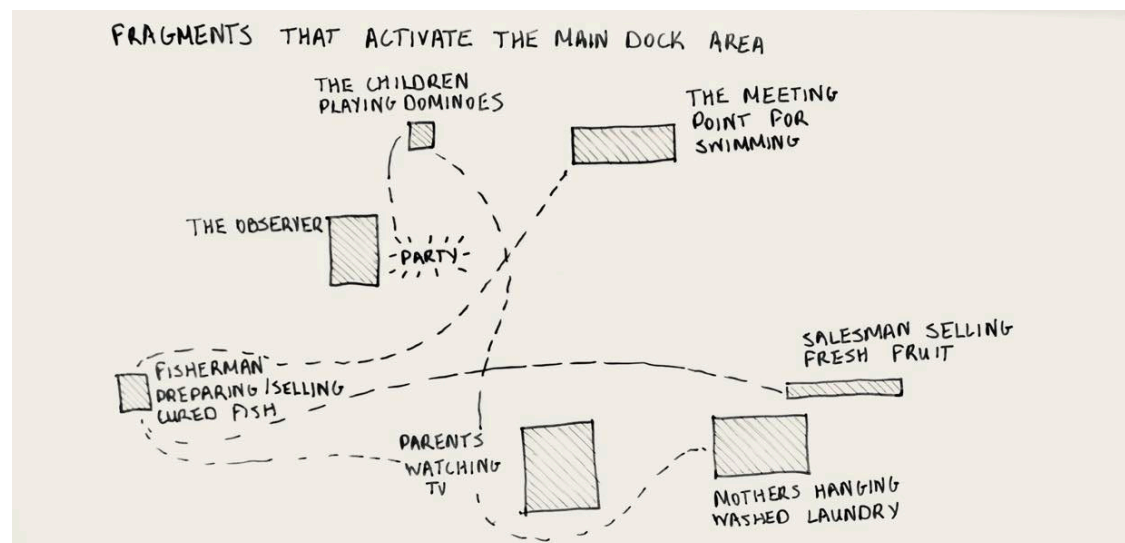 FRAGMENTS THAT ACTIVATE THE MAIN DOCK AREA
THE CHILDREN
PLAYING DOMINOES
THE MEETING
POINT FOR
SWIMMING
THE OBSERVER
-PARTY-
SALESMAN SELLING
FRESH FRUIT
FISHERMAN
PREPARING/SELLING
CURED FISH
PARENTS
WATCHING
TV
MOTHERS HANGING
WASHED LAUNDRY